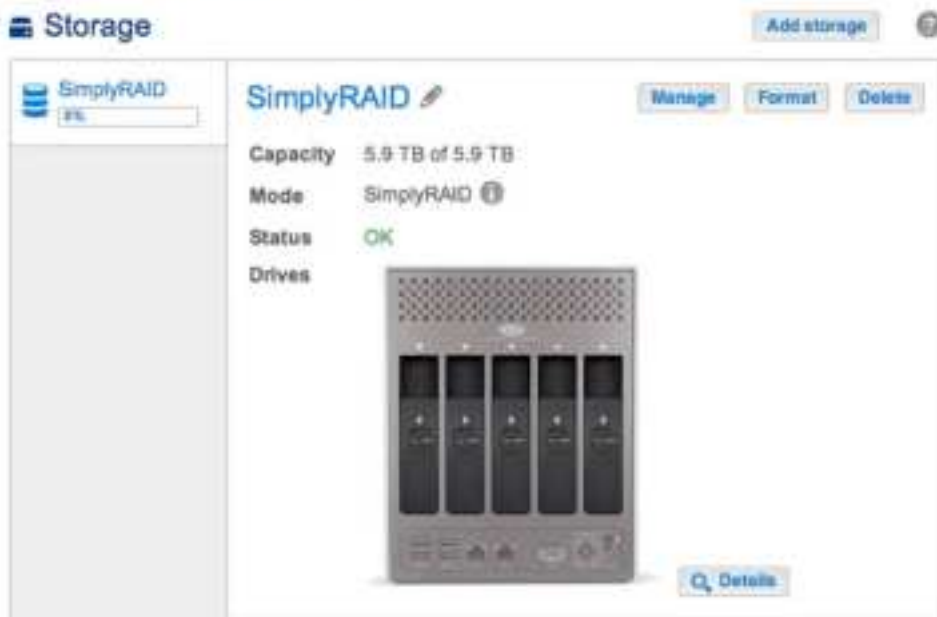 Storage
Add storage
SimplyRAID
SimplyRAID
Manage
Format
Delete
Capacity 5.9 TB of 5.9 TB
Mode SimplyRAID
Status OK
Drives
Details